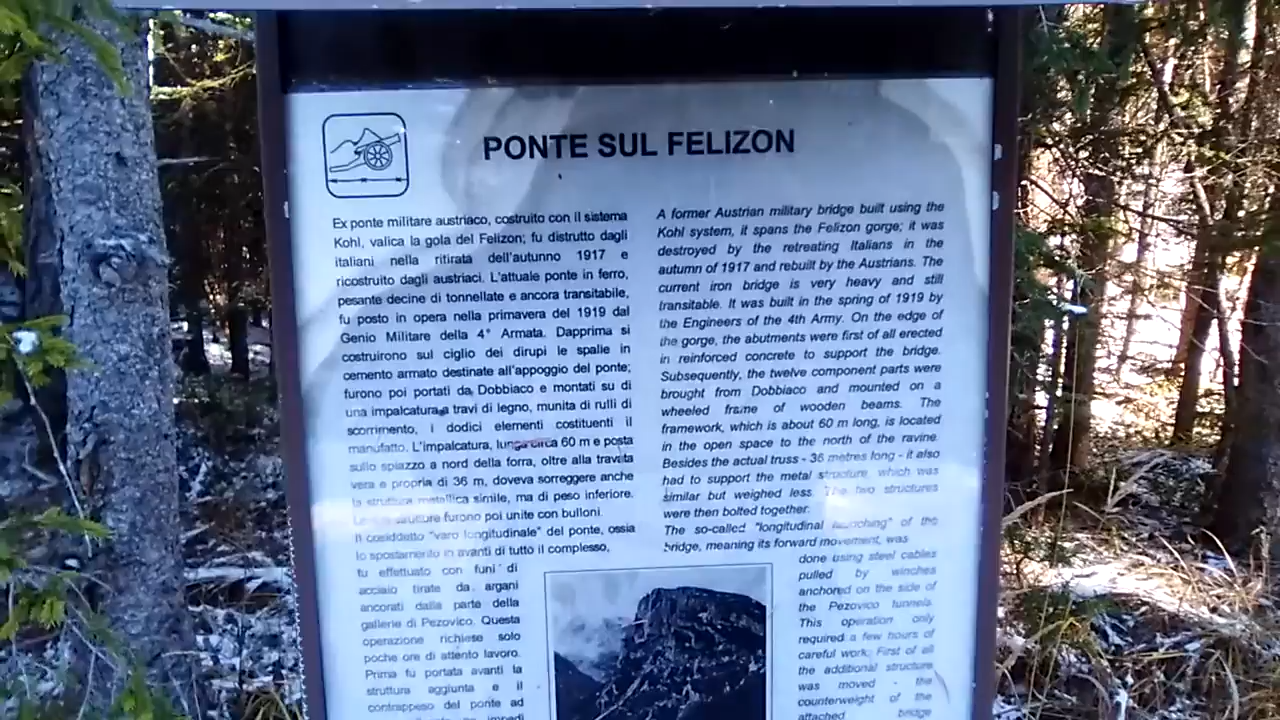 PONTE SUL FELIZON
Ex ponte militare austriaco, costruito con il sistema
Kohl, valica la gola del Felizon; fu distrutto dagli
italiani nella ritirata dell'autunno 1917 e
ricostruito dagli austriaci. L'attuale ponte in ferro,
pesante decine di tonnellate e ancora transitabile,
fu posto in opera nella primavera del 1919 dal
Genio Militare della 4° Armata. Dapprima si
costruirono sul ciglio dei dirupi le spalle in
cemento armato destinate all'appoggio del ponte;
furono poi portati da Dobbiaco e montati su di
una impalcatura a travi di legno, munita di rulli di
scorrimento, i dodici elementi costituenti il
manufatto. L'impalcatura, lunga circa 60 m e posta
sullo spiazzo a nord della forra, oltre alla travata
vera e propria di 36 m, doveva sorreggere anche
la struttura metallica simile, ma di peso inferiore.
strutture furono poi unite con bulloni.
Il cosiddetto "varo longitudinale" del ponte, ossia
lo spostamento in avanti di tutto il complesso,
fu effettuato con funi di
acciaio tirate da argani
ancorati dalla parte della
gallerie di Pezovico. Questa
operazione richiese solo
poche ore di attento lavoro.
Prima fu portata avanti la
struttura aggiunta e il
contrappeso del ponte ad
A former Austrian military bridge built using the
Kohl system, it spans the Felizon gorge; it was
destroyed by the retreating Italians in the
autumn of 1917 and rebuilt by the Austrians. The
current iron bridge is very heavy and still
transitable. It was built in the spring of 1919 by
the Engineers of the 4th Army. On the edge of
the gorge, the abutments were first of all erected
in reinforced concrete to support the bridge.
Subsequently, the twelve component parts were
brought from Dobbiaco and mounted on a
wheeled frame of wooden beams. The
framework, which is about 60 m long, is located
in the open space to the north of the ravine.
Besides the actual truss - 36 metres long - it also
had to support the metal structure, which was
similar but weighed less. The two structures
were then bolted together.
The so-called "longitudinal launching" of the
bridge, meaning its forward movement, was
done using steel cables
pulled by winches
anchored on the side of
the Pezovico tunnels.
This operation only
required a few hours of
careful work. First of all
the additional structure
was moved - the
counterweight of the
attached bridge